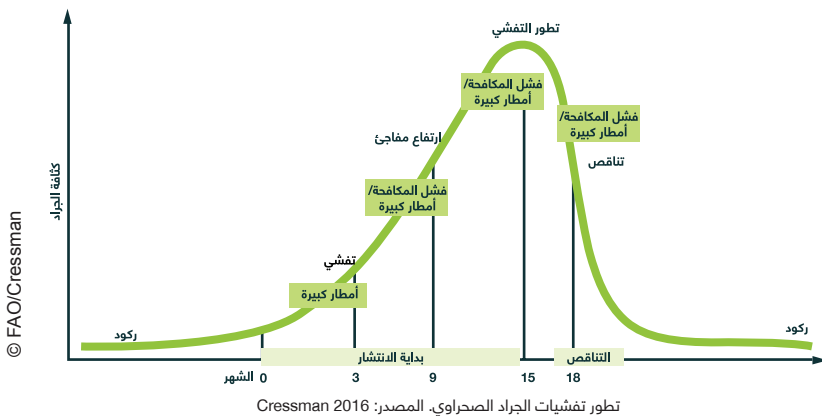 تطور التفشي
فشل المكافحة/
أمطار كبيرة
فشل المكافحة/
أمطار كبيرة
ارتفاع مفاجئ
تناقص
فشل المكافحة/
أمطار كبيرة
كثافة الجراد
تفشي
أمطار كبيرة
ركود
ركود
بداية الانتشار
التناقص
الشهر 0 3 9 15 18
تطور تفشيات الجراد الصحراوي. المصدر: Cressman 2016
© FAO/Cressman